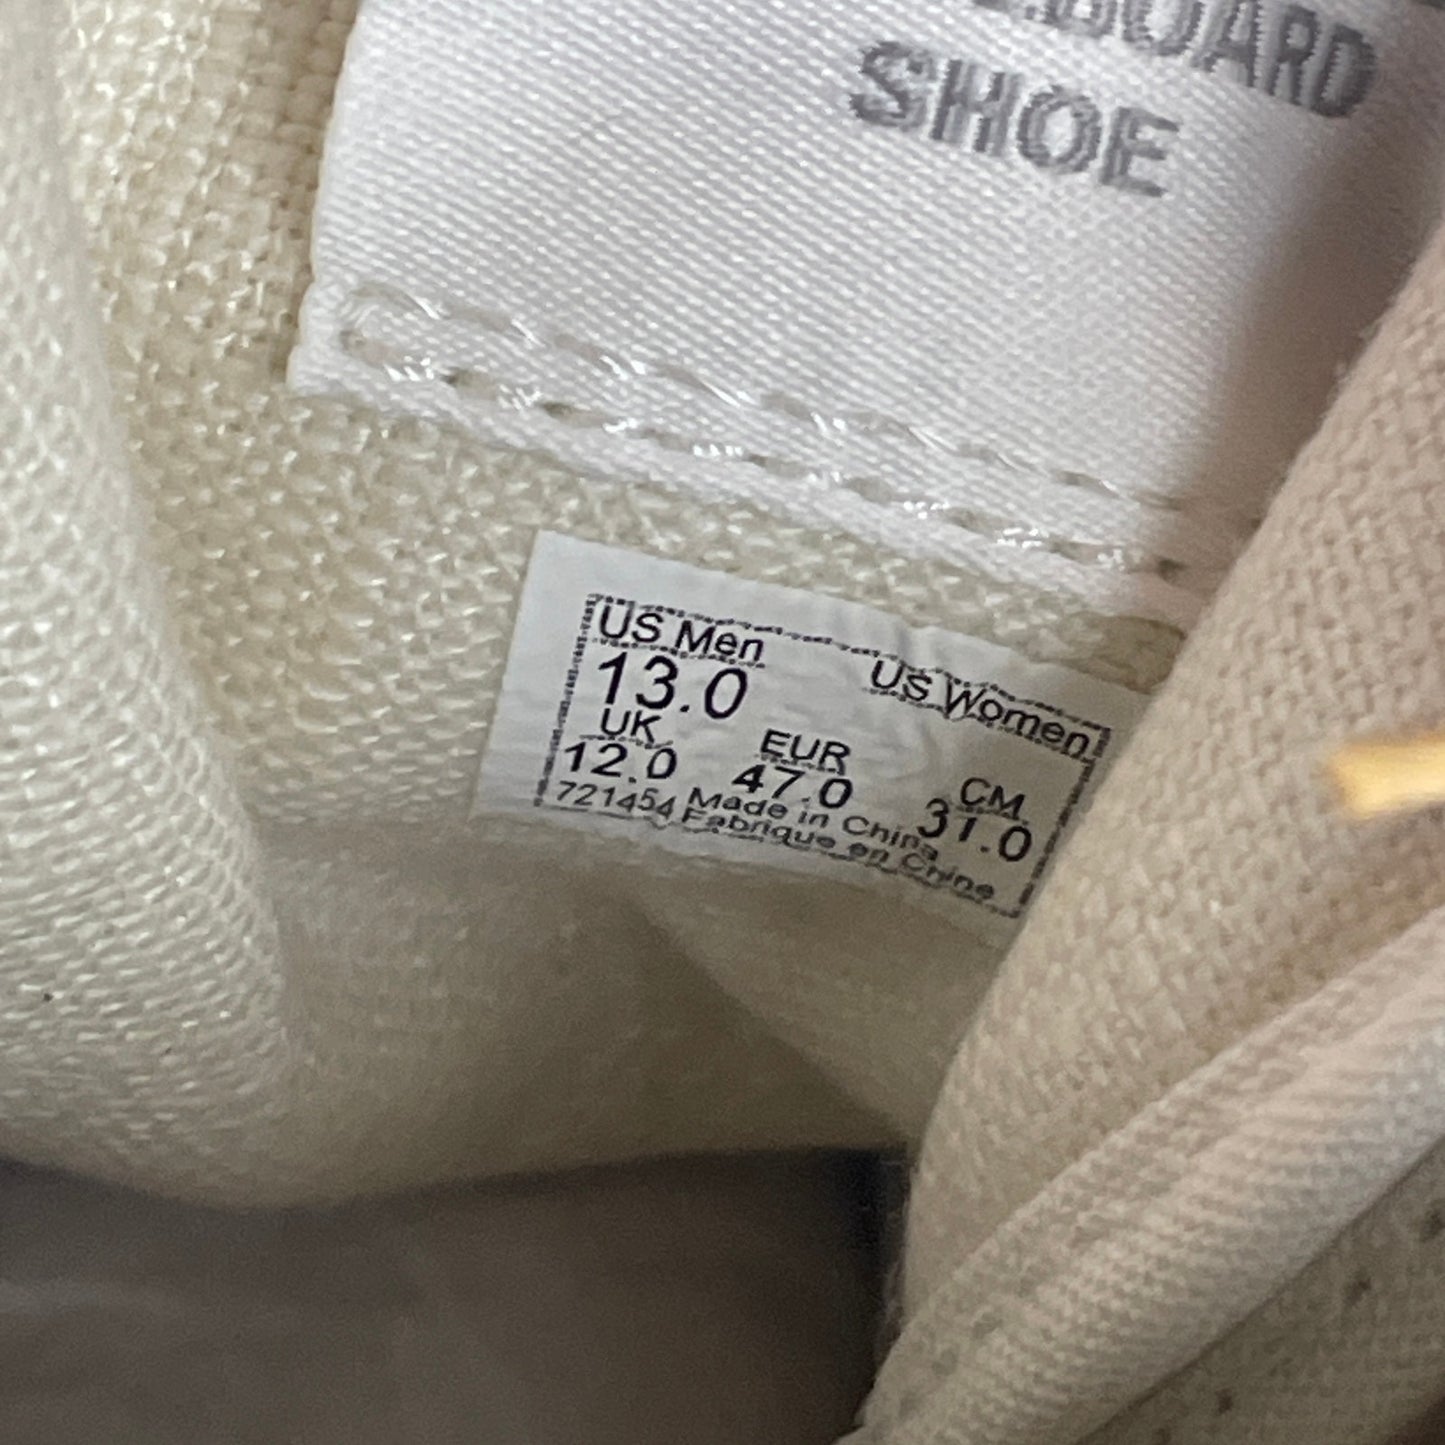 SHOE
US Men US Women
13.0
UK EUR CM
12.0 47.0 31.0
721454 Made in China
Fabrique en Chine